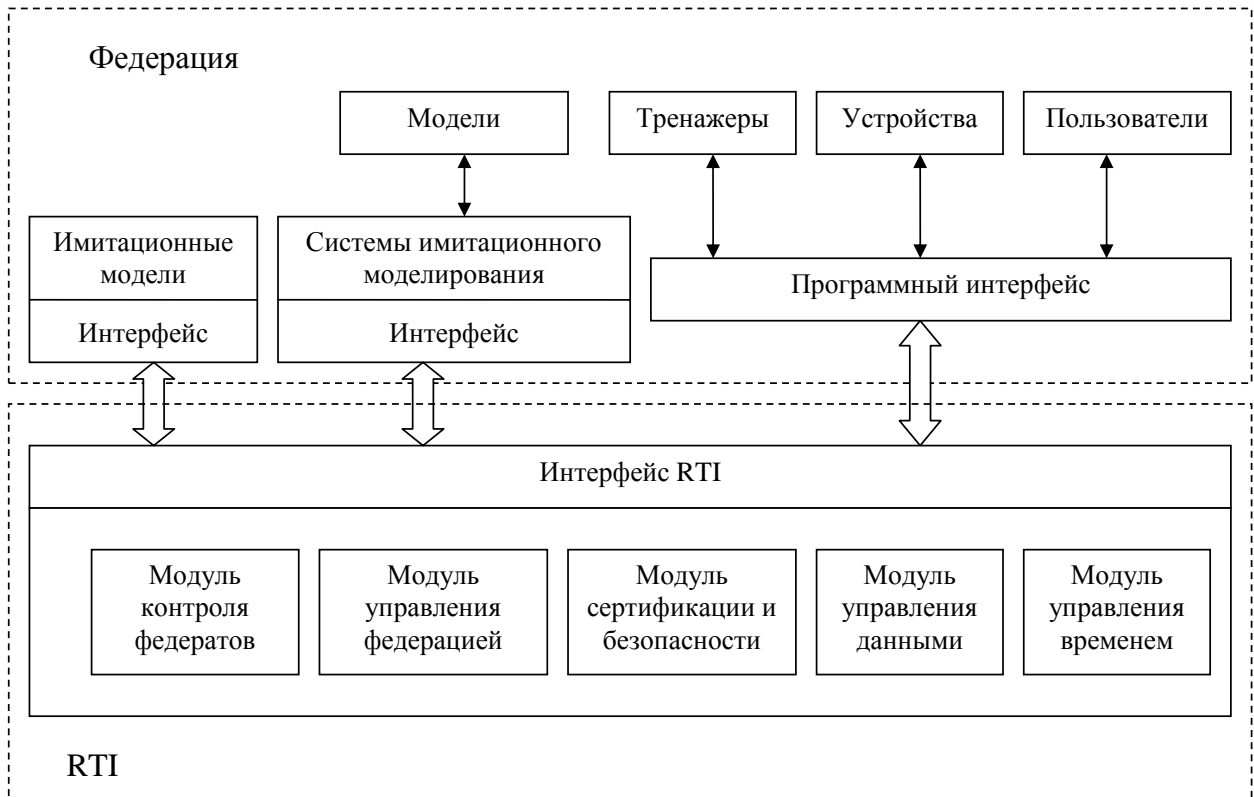 Федерация
Модели
Тренажеры
Устройства
Пользователи
Имитационные
модели
Интерфейс
Системы имитационного
моделирования
Интерфейс
Программный интерфейс
Интерфейс RTI
Модуль
контроля
федератов
Модуль
управления
федерацией
Модуль
сертификации и
безопасности
Модуль
управления
данными
Модуль
управления
временем
RTI